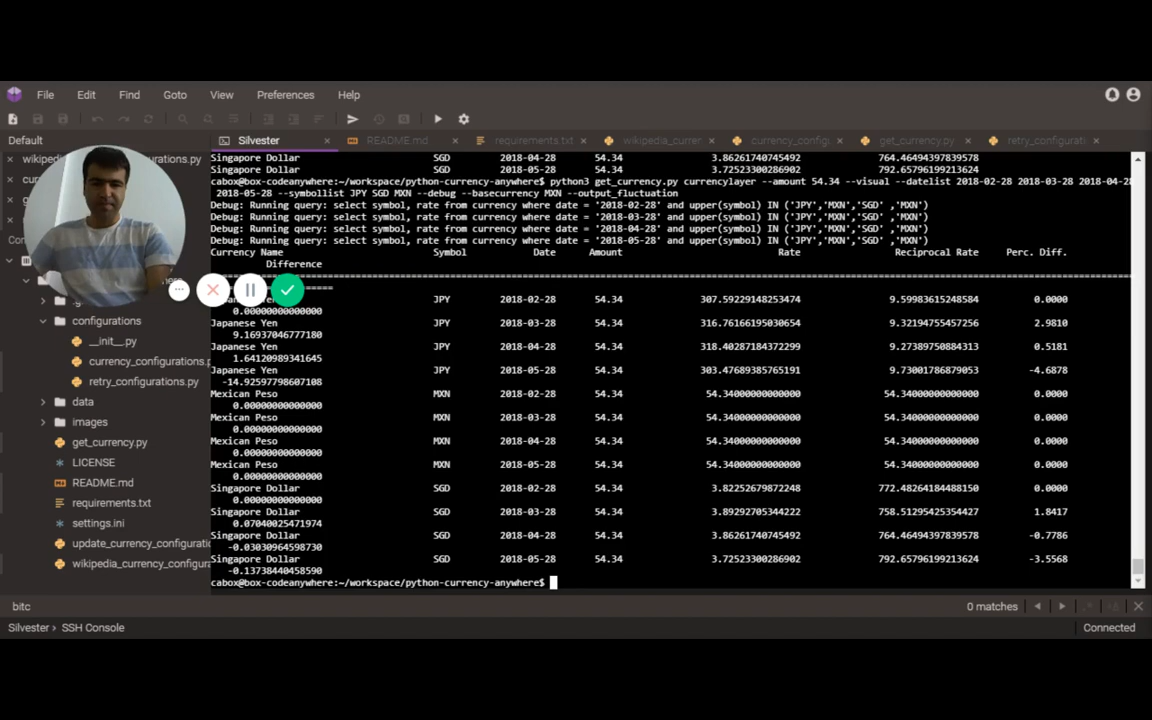 File Edit Find Goto View Preferences Help
Default
Silvester × README.md × requirements.txt × wikipedia_currer × currency_config: × get_currency.py × retry_configurati ×
× wikip figurations.py
Singapore Dollar SGD 2018-04-28 54.34 3.86261740745492 764.46494397839578
Singapore Dollar SGD 2018-05-28 54.34 3.72523300286902 792.65796199213624
× cur
cabox@box-codeanywhere:~/workspace/python-currency-anywhere$ python3 get_currency.py currencylayer --amount 54.34 --visual --datelist 2018-02-28 2018-03-28 2018-04-28
2018-05-28 --symbollist JPY SGD MXN --debug --basecurrency MXN --output_fluctuation
Debug: Running query: select symbol, rate from currency where date = '2018-02-28' and upper(symbol) IN ('JPY','MXN','SGD' ,'MXN')
Debug: Running query: select symbol, rate from currency where date = '2018-03-28' and upper(symbol) IN ('JPY','MXN','SGD' ,'MXN')
Debug: Running query: select symbol, rate from currency where date = '2018-04-28' and upper(symbol) IN ('JPY','MXN','SGD' ,'MXN')
Debug: Running query: select symbol, rate from currency where date = '2018-05-28' and upper(symbol) IN ('JPY','MXN','SGD' ,'MXN')
Currency Name Symbol Date Amount Rate Reciprocal Rate Perc. Diff.
Difference
JPY 2018-02-28 54.34 307.59229148253474 9.59983615248584 0.0000
0.00000000000000
Japanese Yen JPY 2018-03-28 54.34 316.76166195030654 9.32194755457256 2.9810
9.16937046777180
Japanese Yen JPY 2018-04-28 54.34 318.40287184372299 9.27389750884313 0.5181
1.64120989341645
Japanese Yen JPY 2018-05-28 54.34 303.47689385765191 9.73001786879053 -4.6878
-14.92597798607108
Mexican Peso MXN 2018-02-28 54.34 54.34000000000000 54.34000000000000 0.0000
0.00000000000000
Mexican Peso MXN 2018-03-28 54.34 54.34000000000000 54.34000000000000 0.0000
0.00000000000000
Mexican Peso MXN 2018-04-28 54.34 54.34000000000000 54.34000000000000 0.0000
0.00000000000000
Mexican Peso MXN 2018-05-28 54.34 54.34000000000000 54.34000000000000 0.0000
0.00000000000000
Singapore Dollar SGD 2018-02-28 54.34 3.82252679872248 772.48264184488150 0.0000
0.00000000000000
Singapore Dollar SGD 2018-03-28 54.34 3.89292705344222 758.51295425354427 1.8417
0.07040025471974
Singapore Dollar SGD 2018-04-28 54.34 3.86261740745492 764.46494397839578 -0.7786
-0.03030964598730
Singapore Dollar SGD 2018-05-28 54.34 3.72523300286902 792.65796199213624 -3.5568
-0.13738440458590
cabox@box-codeanywhere:~/workspace/python-currency-anywhere$
configurations
__init__.py
currency_configurations.p
retry_configurations.py
data
images
get_currency.py
LICENSE
README.md
requirements.txt
settings.ini
update_currency_configuratio
wikipedia_currency_configura
bitc 0 matches
Silvester › SSH Console Connected